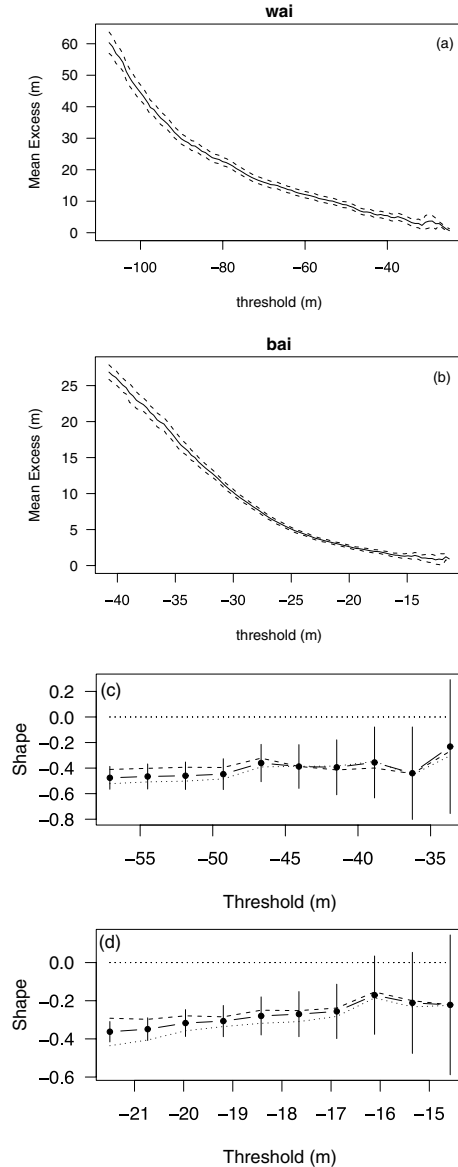 wai
(a)
Mean Excess (m)
60
50
40
30
20
10
0
−100 −80 −60 −40
threshold (m)
bai
(b)
Mean Excess (m)
25
20
15
10
5
0
−40 −35 −30 −25 −20 −15
threshold (m)
(c)
Shape
0.2
0.0
−0.2
−0.4
−0.6
−0.8
−55 −50 −45 −40 −35
Threshold (m)
(d)
Shape
0.0
−0.2
−0.4
−0.6
−21 −20 −19 −18 −17 −16 −15
Threshold (m)